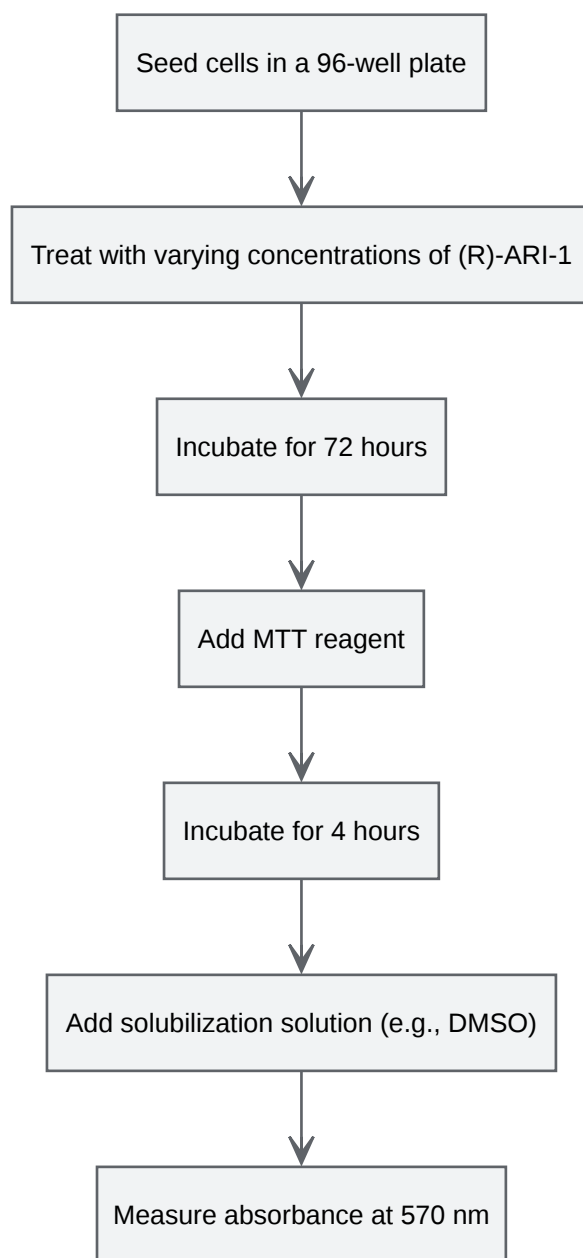 Seed cells in a 96-well plate
Treat with varying concentrations of (R)-ARI-1
Incubate for 72 hours
Add MTT reagent
Incubate for 4 hours
Add solubilization solution (e.g., DMSO)
Measure absorbance at 570 nm